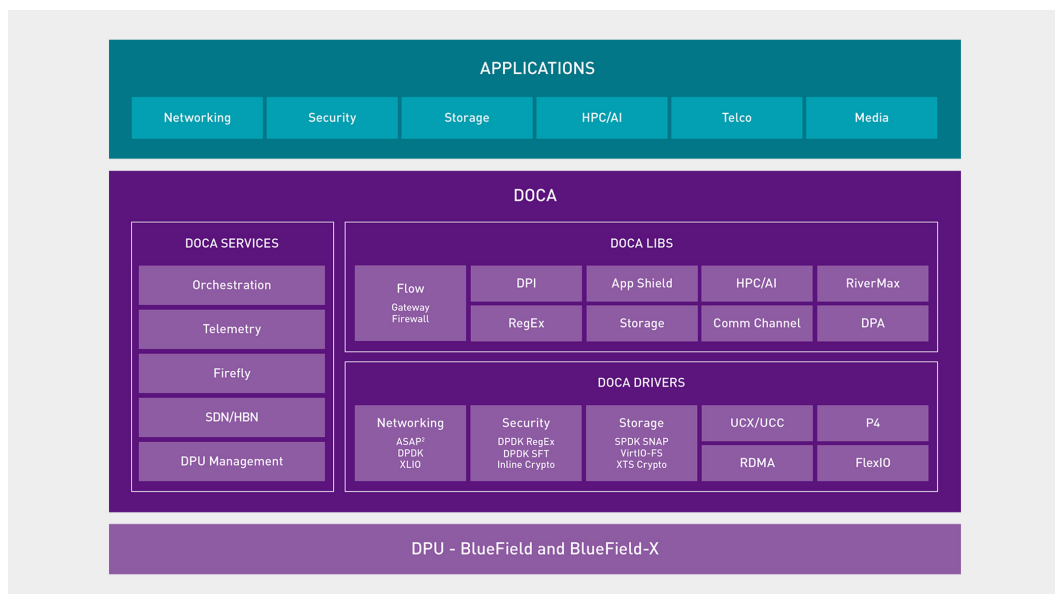 APPLICATIONS
Networking
Security
Storage
HPC/AI
Telco
Media
DOCA
DOCA SERVICES
Orchestration
Telemetry
Firefly
SDN/HBN
DPU Management
DOCA LIBS
Flow
Gateway
Firewall
DPI
App Shield
HPC/AI
RiverMax
RegEx
Storage
Comm Channel
DPA
DOCA DRIVERS
Networking
ASAP²
DPDK
XLIO
Security
DPDK RegEx
DPDK SFT
Inline Crypto
Storage
SPDK SNAP
VirtIO-FS
XTS Crypto
UCX/UCC
P4
RDMA
FlexIO
DPU - BlueField and BlueField-X